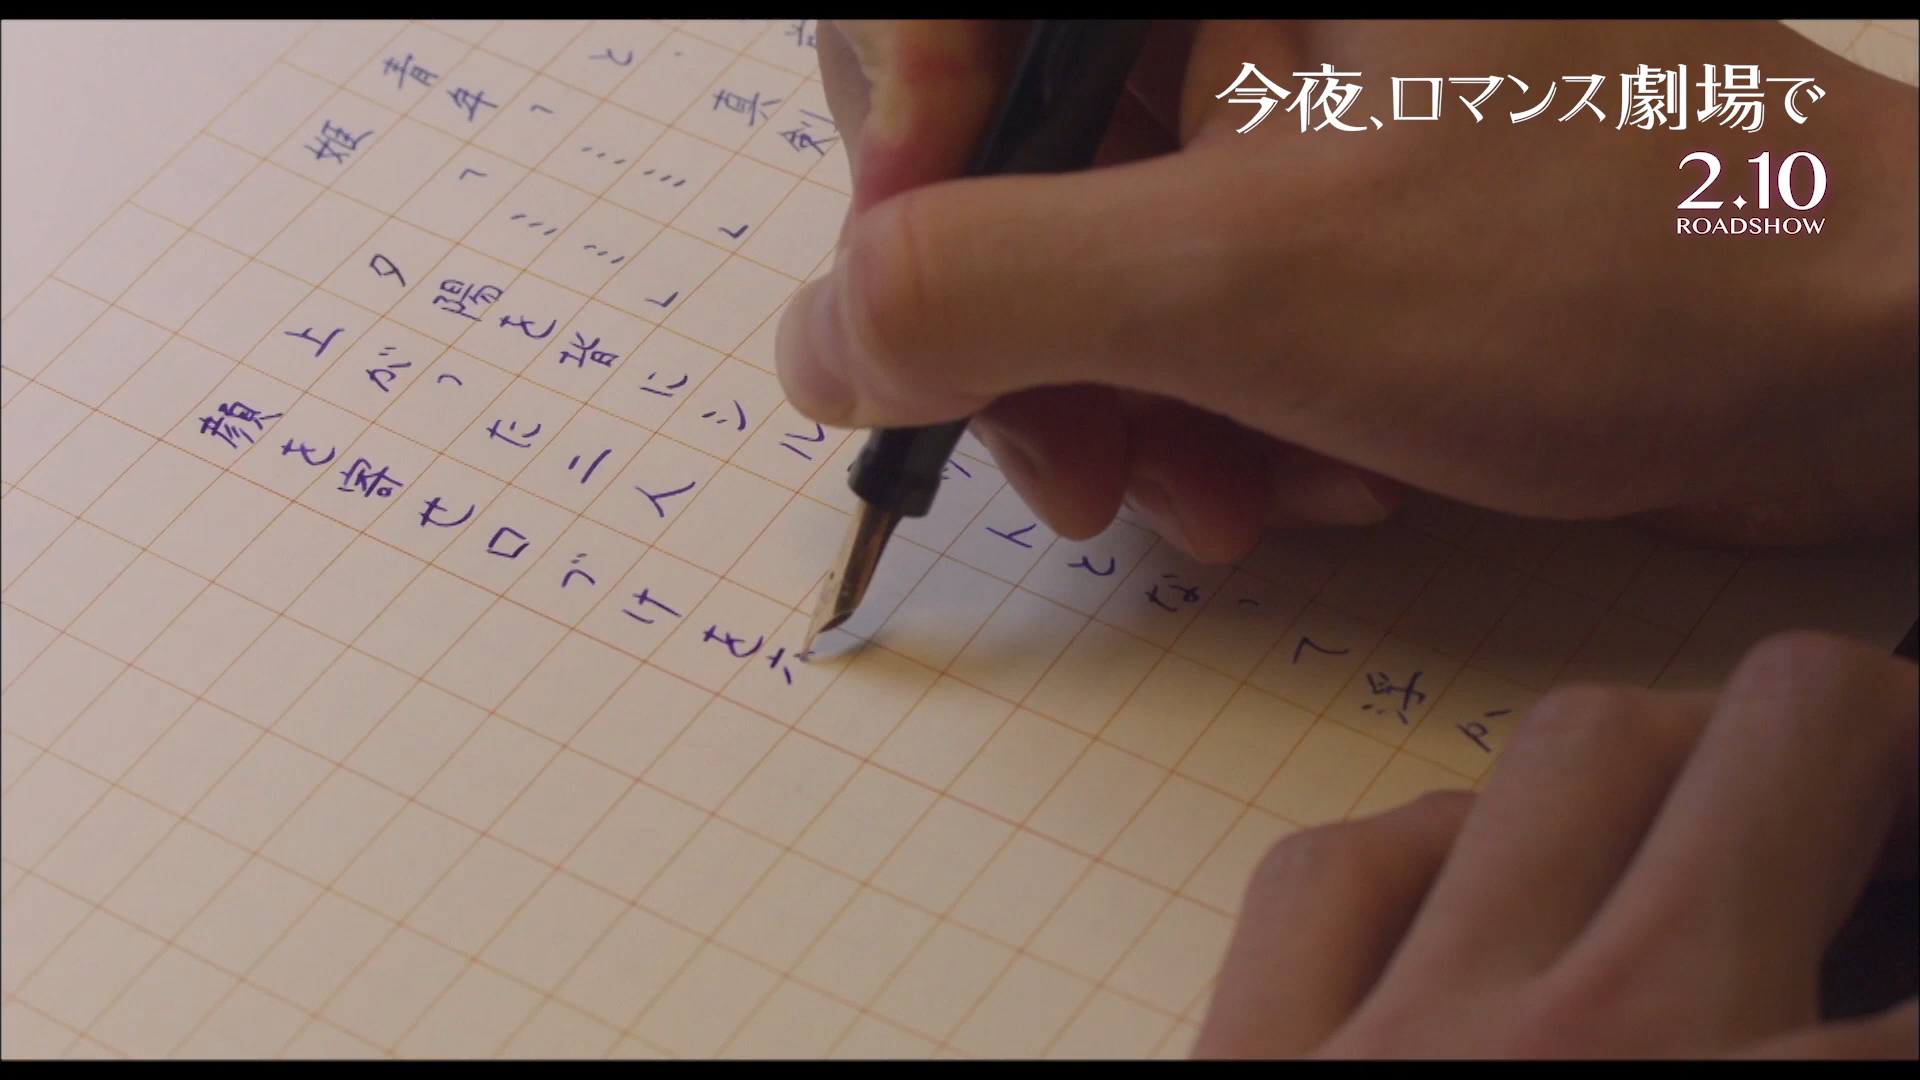 今夜、ロマンス劇場で
2.10
ROADSHOW
と、真剣
青年「……」
姫「……」
夕陽を背にシルットとなって浮か
上がった二人
顔を寄せ口づけを